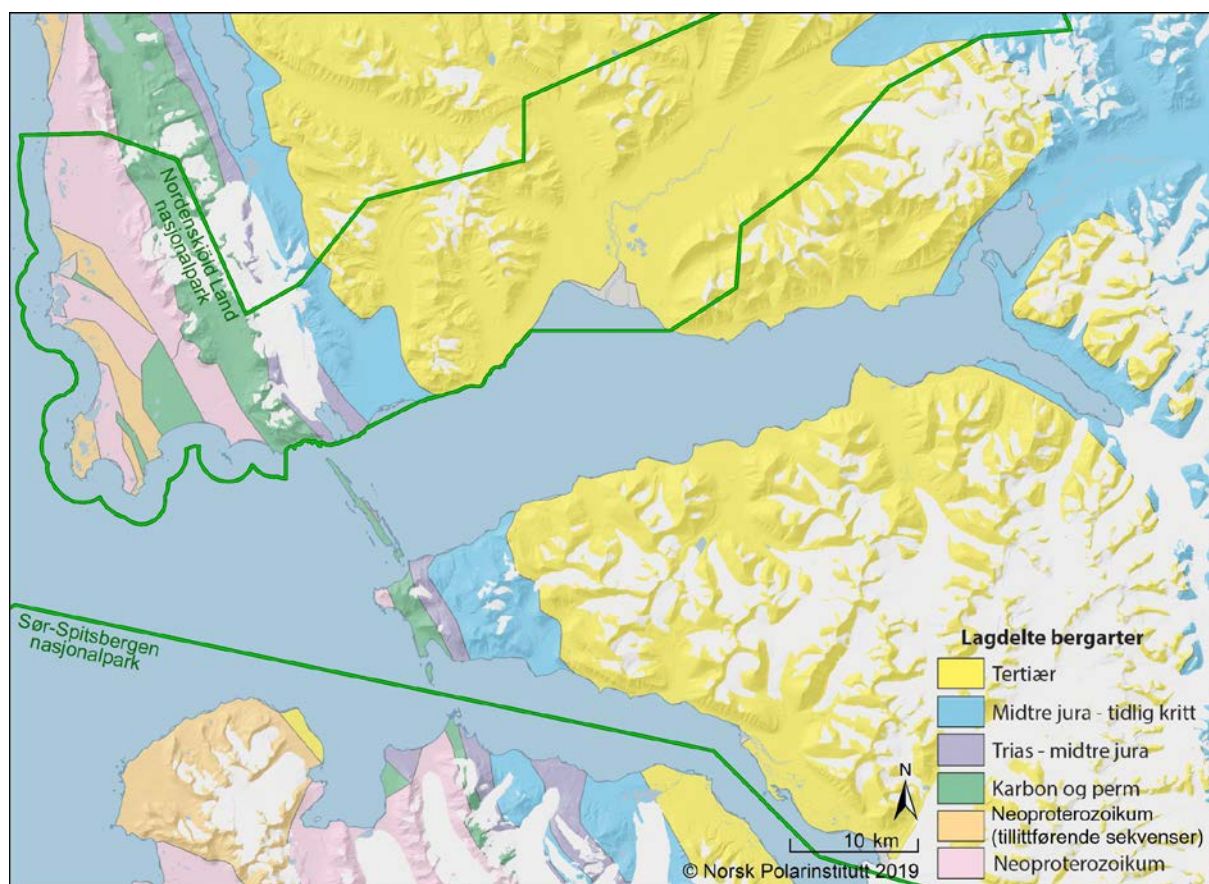 Nordenskiöld Land
nasjonalpark
Sør-Spitsbergen
nasjonalpark
Lagdelte bergarter
Tertiær
Midtre jura - tidlig kritt
Trias - midtre jura
Karbon og perm
Neoproterozoikum
(tillittførende sekvenser)
Neoproterozoikum
N
10 km
© Norsk Polarinstitutt 2019